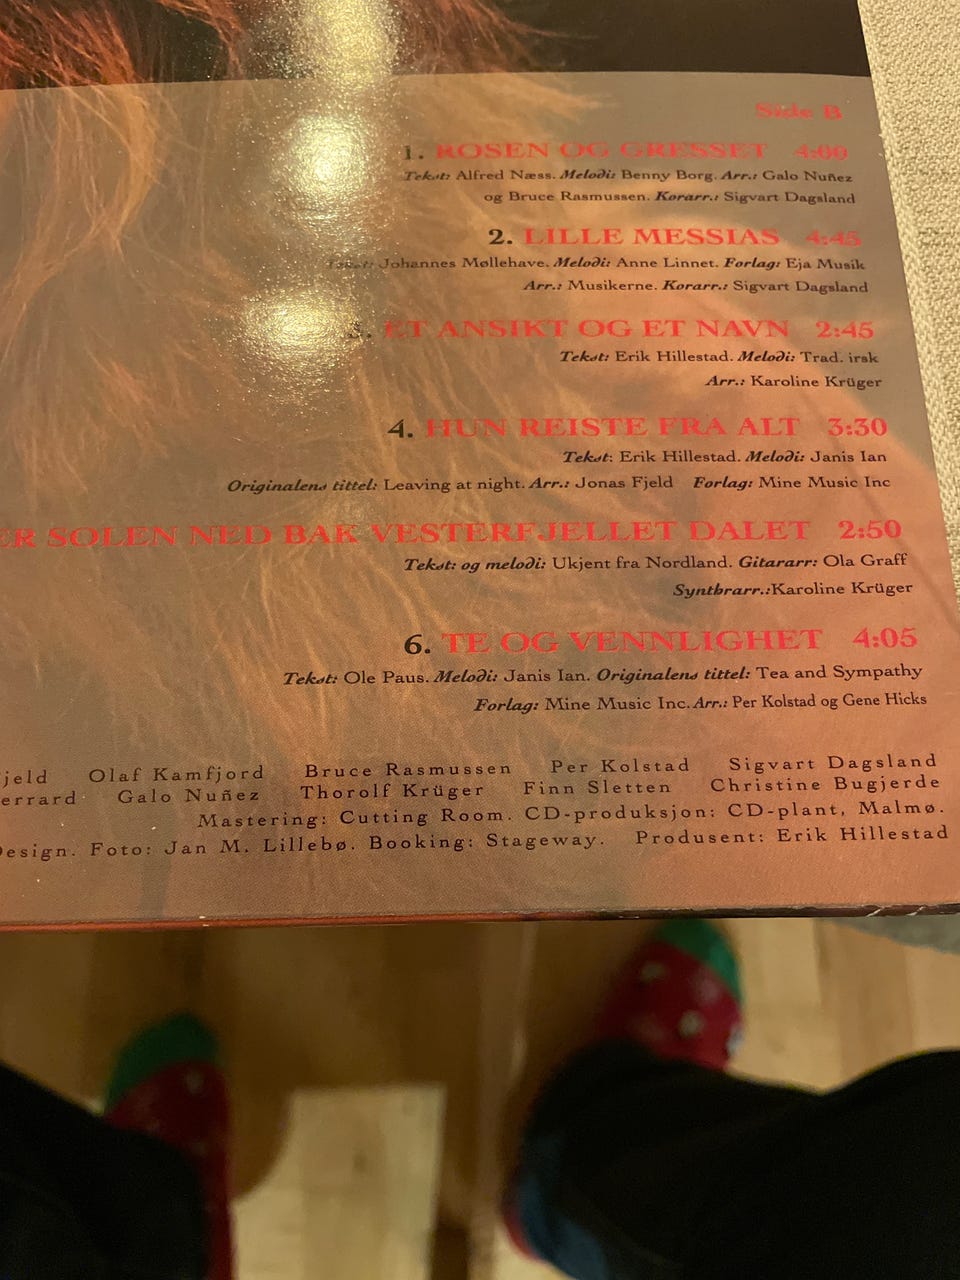 Side B
1. ROSEN OG GRESSET 4:00
Tekst: Alfred Næss. Melodi: Benny Borg. Arr.: Galo Nuñez
og Bruce Rasmussen. Korarr.: Sigvart Dagsland
2. LILLE MESSIAS 4:45
Tekst: Johannes Møllehave. Melodi: Anne Linnet. Forlag: Eja Musik
Arr.: Musikerne. Korarr.: Sigvart Dagsland
3. ET ANSIKT OG ET NAVN 2:45
Tekst: Erik Hillestad. Melodi: Trad. irsk
Arr.: Karoline Krüger
4. HUN REISTE FRA ALT 3:30
Tekst: Erik Hillestad. Melodi: Janis Ian
Originalens tittel: Leaving at night. Arr.: Jonas Fjeld Forlag: Mine Music Inc
ER SOLEN NED BAK VESTERFJELLET DALET 2:50
Tekst: og melodi: Ukjent fra Nordland. Gitararr: Ola Graff
Synthrarr.:Karoline Krüger
6. TE OG VENNLIGHET 4:05
Tekst: Ole Paus. Melodi: Janis Ian. Originalens tittel: Tea and Sympathy
Forlag: Mine Music Inc. Arr.: Per Kolstad og Gene Hicks
jeld Olaf Kamfjord Bruce Rasmussen Per Kolstad Sigvart Dagsland
errard Galo Nuñez Thorolf Krüger Finn Sletten Christine Bugjerde
Mastering: Cutting Room. CD-produksjon: CD-plant, Malmø.
Design. Foto: Jan M. Lillebø. Booking: Stageway. Produsent: Erik Hillestad